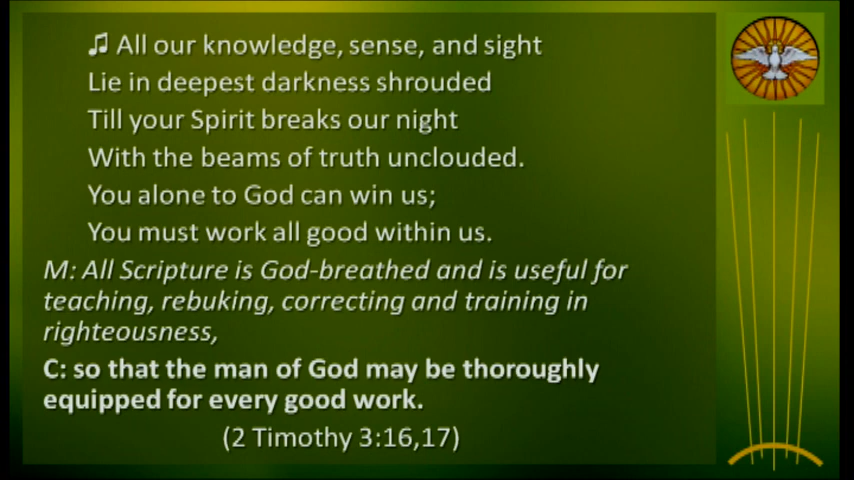 ♫ All our knowledge, sense, and sight
Lie in deepest darkness shrouded
Till your Spirit breaks our night
With the beams of truth unclouded.
You alone to God can win us;
You must work all good within us.
M: All Scripture is God-breathed and is useful for
teaching, rebuking, correcting and training in
righteousness,
C: so that the man of God may be thoroughly
equipped for every good work.
(2 Timothy 3:16,17)